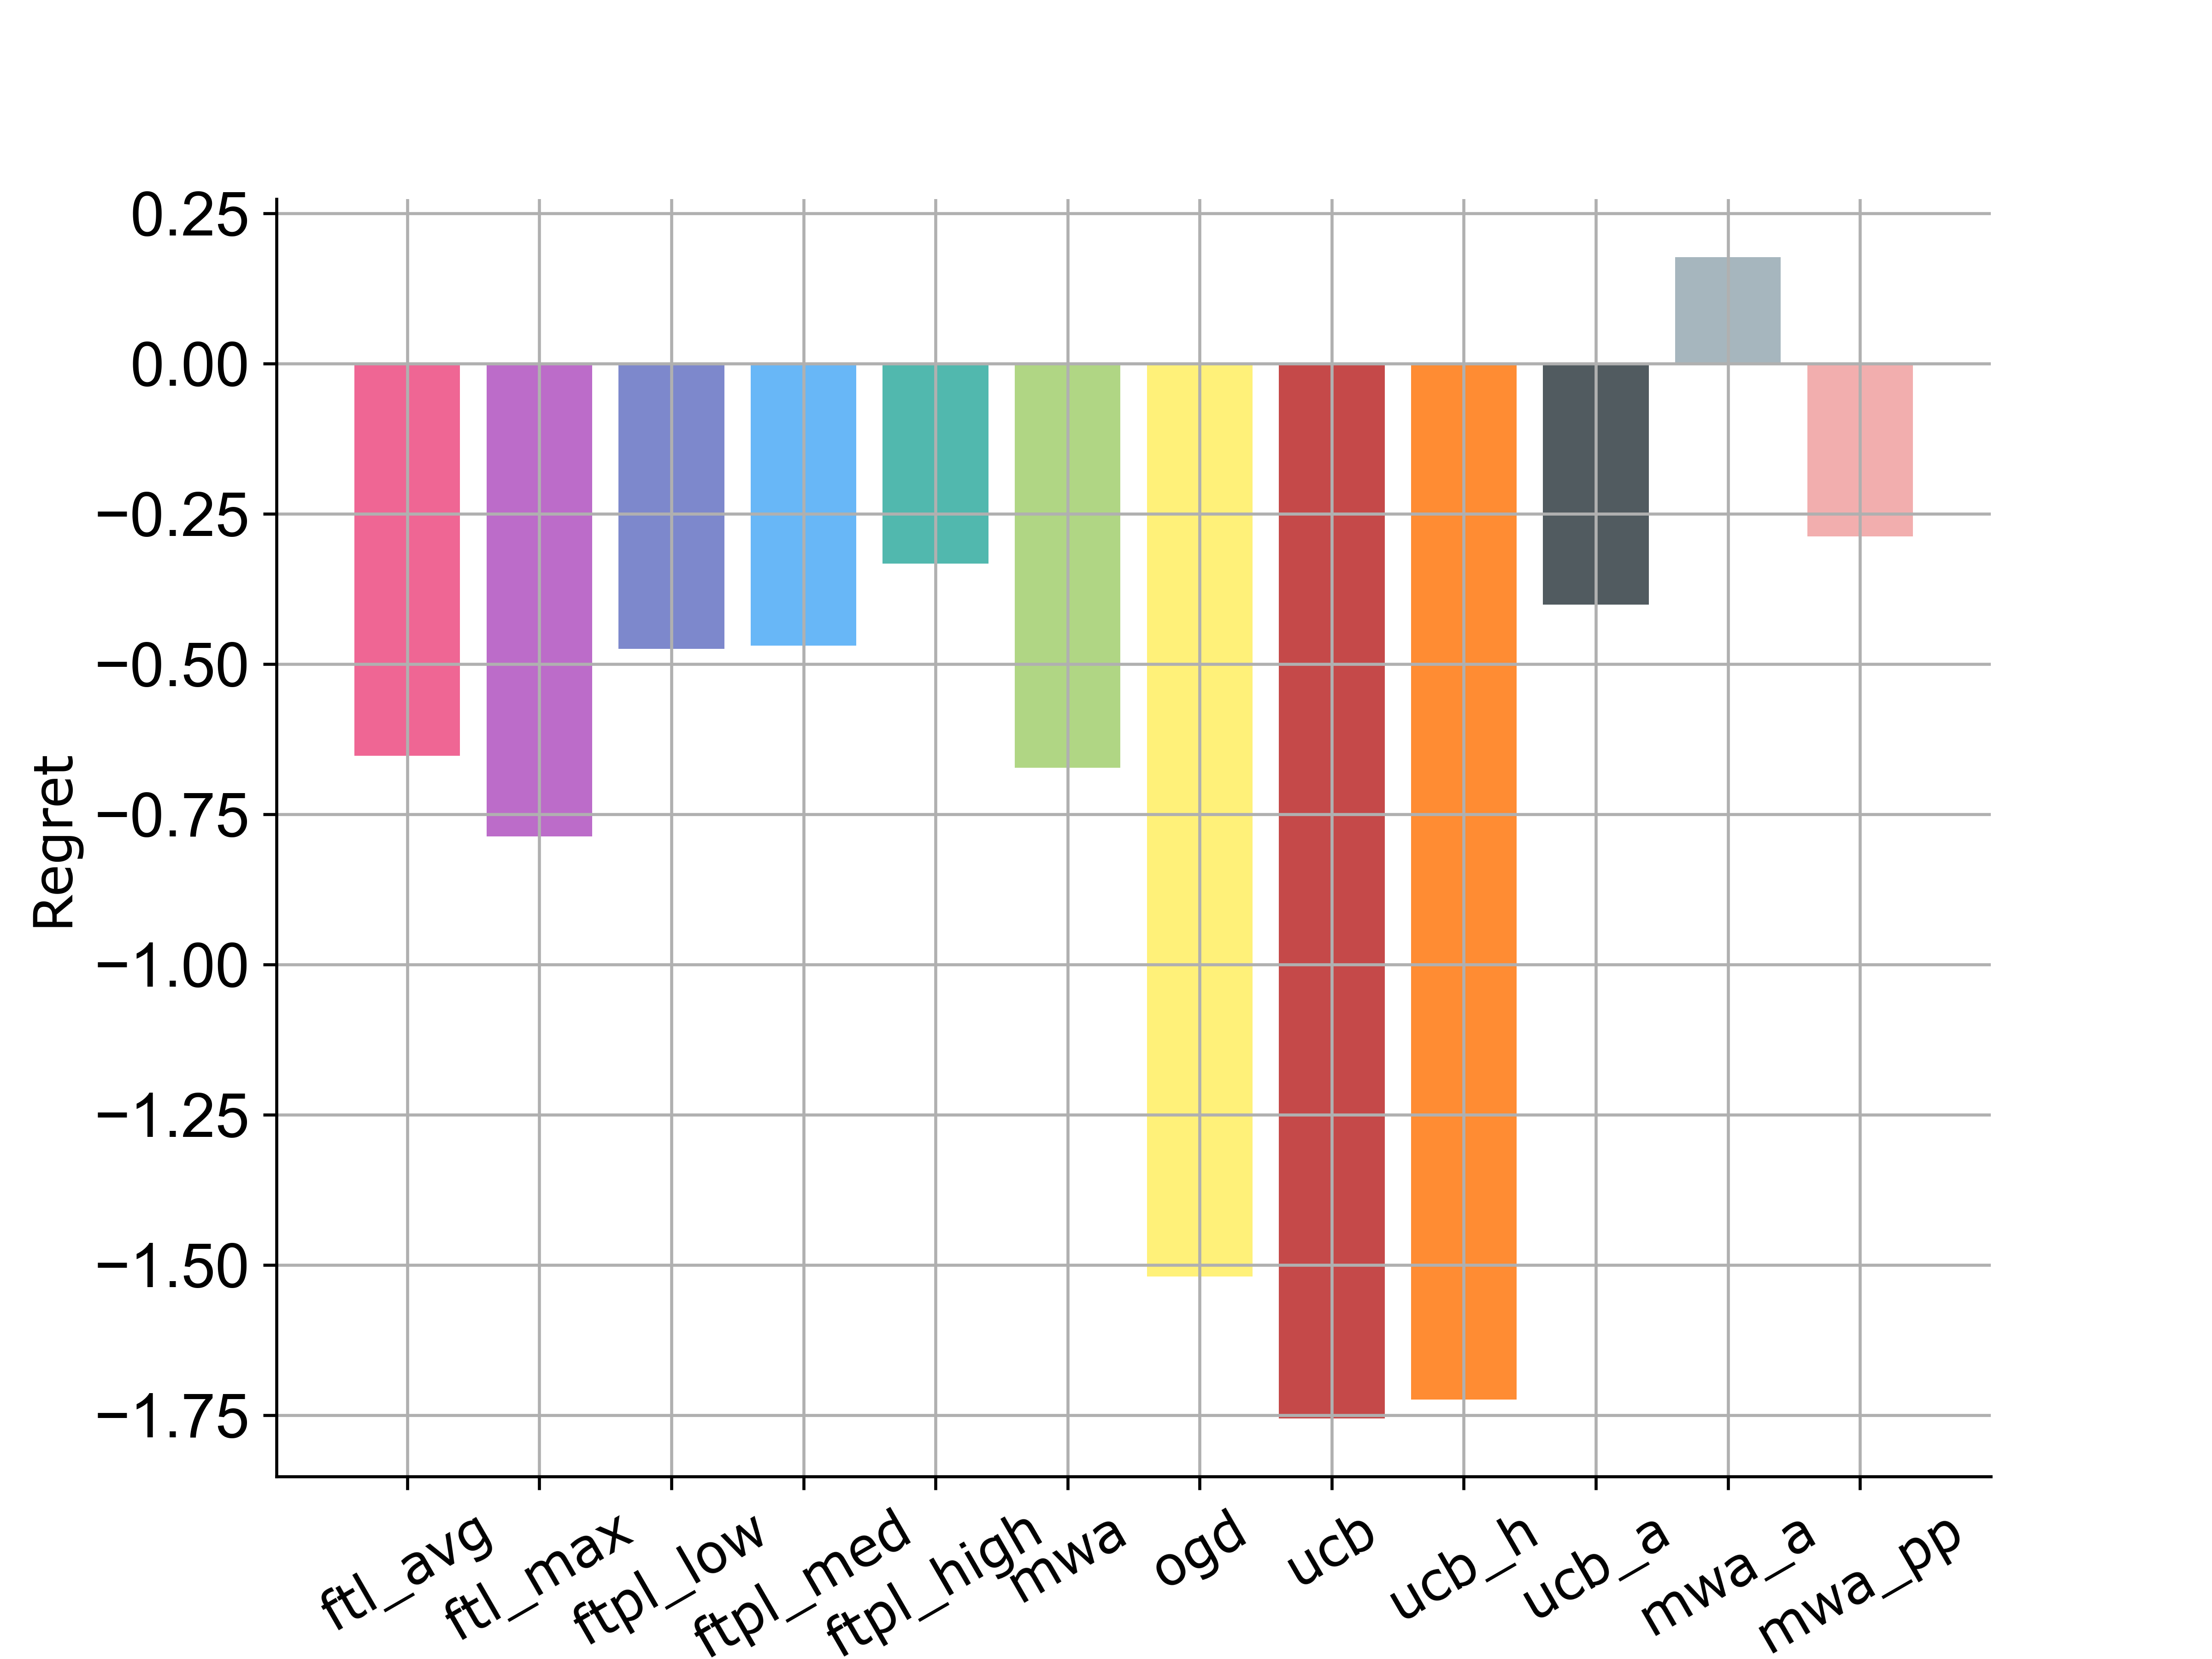 0.25
0.00
−0.25
−0.50
−0.75
−1.00
−1.25
−1.50
−1.75
Regret
ftl_avg
ftl_max
ftpl_low
ftpl_med
ftpl_high
mwa
ogd
ucb
ucb_h
ucb_a
mwa_a
mwa_pp